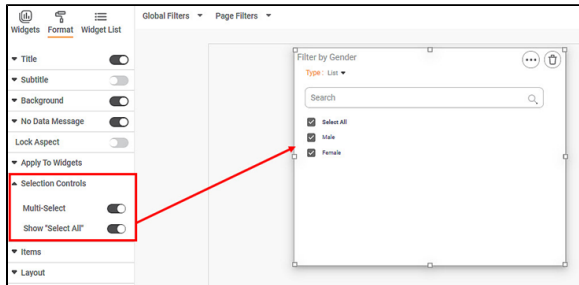 Widgets Format Widget List
Global Filters Page Filters
Title
Subtitle
Background
No Data Message
Lock Aspect
Apply To Widgets
Selection Controls
Multi-Select
Show "Select All"
Items
Layout
Filter by Gender
Type : List
Search
Select All
Male
Female